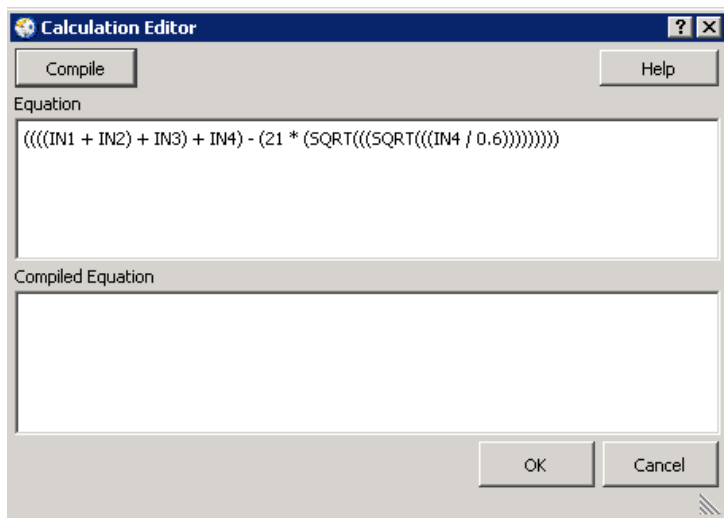 Calculation Editor
Compile
Help
Equation
((((IN1 + IN2) + IN3) + IN4) - (21 * (SQRT(((SQRT(((IN4 / 0.6)))))))))
Compiled Equation
OK
Cancel